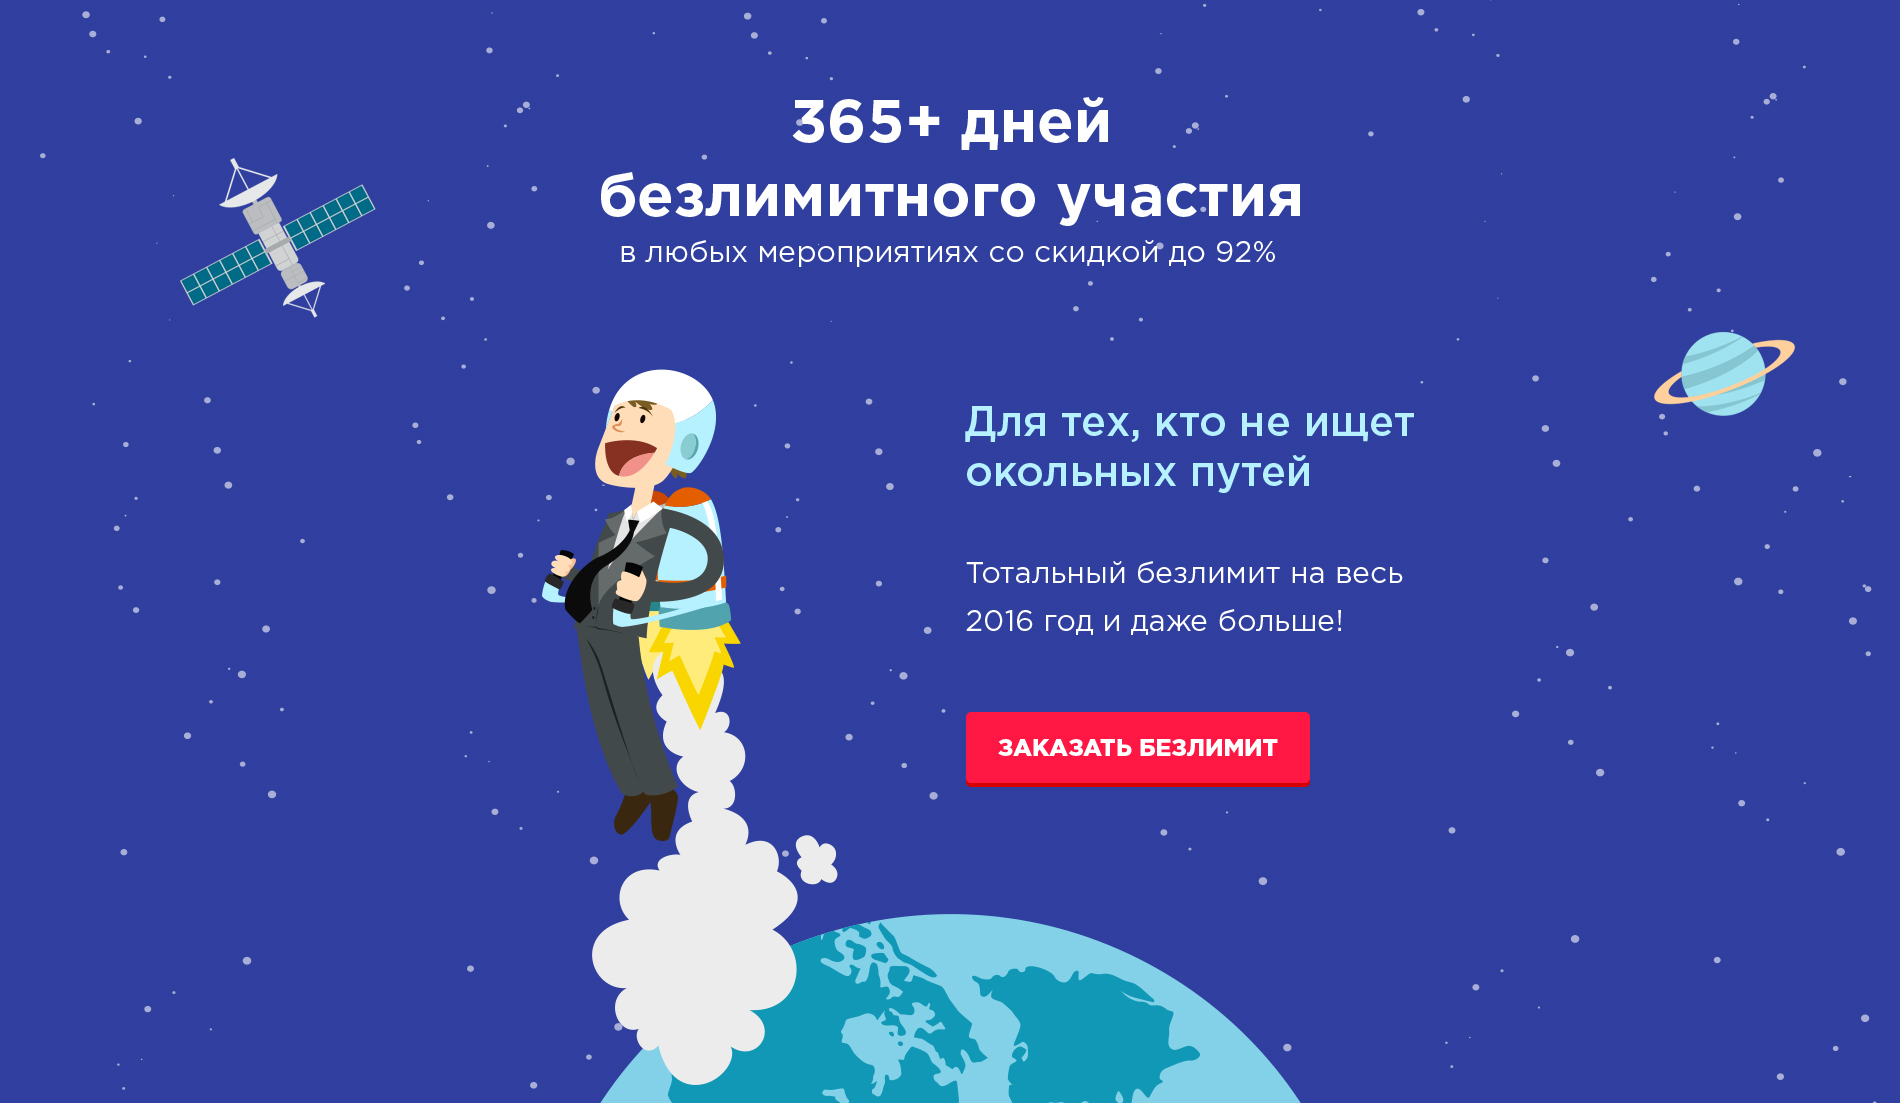 365+ дней
безлимитного участия
в любых мероприятиях со скидкой до 92%
Для тех, кто не ищет
окольных путей
Тотальный безлимит на весь
2016 год и даже больше!
ЗАКАЗАТЬ БЕЗЛИМИТ